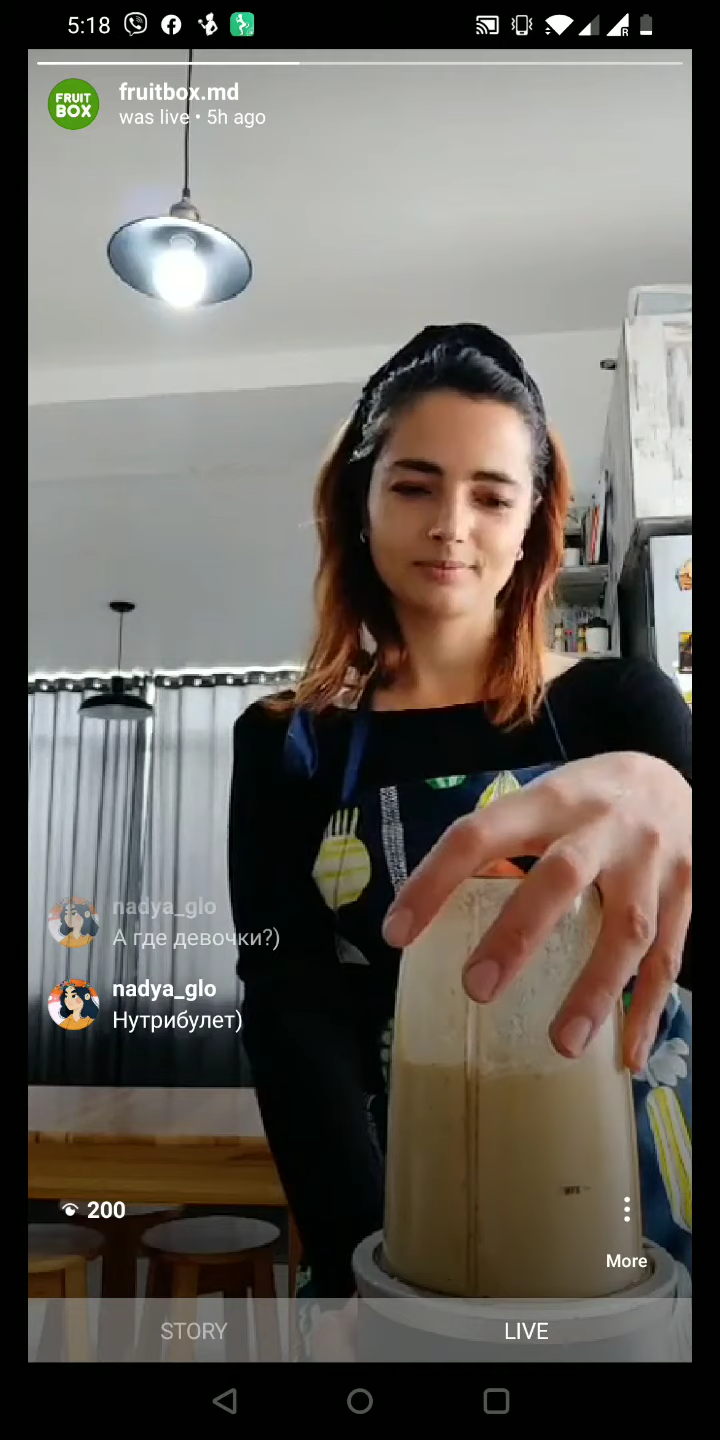 5:18
R
FRUIT
BOX
fruitbox.md
was live • 5h ago
nadya_glo
А где девочки?)
nadya_glo
Нутрибулет)
200
More
STORY
LIVE